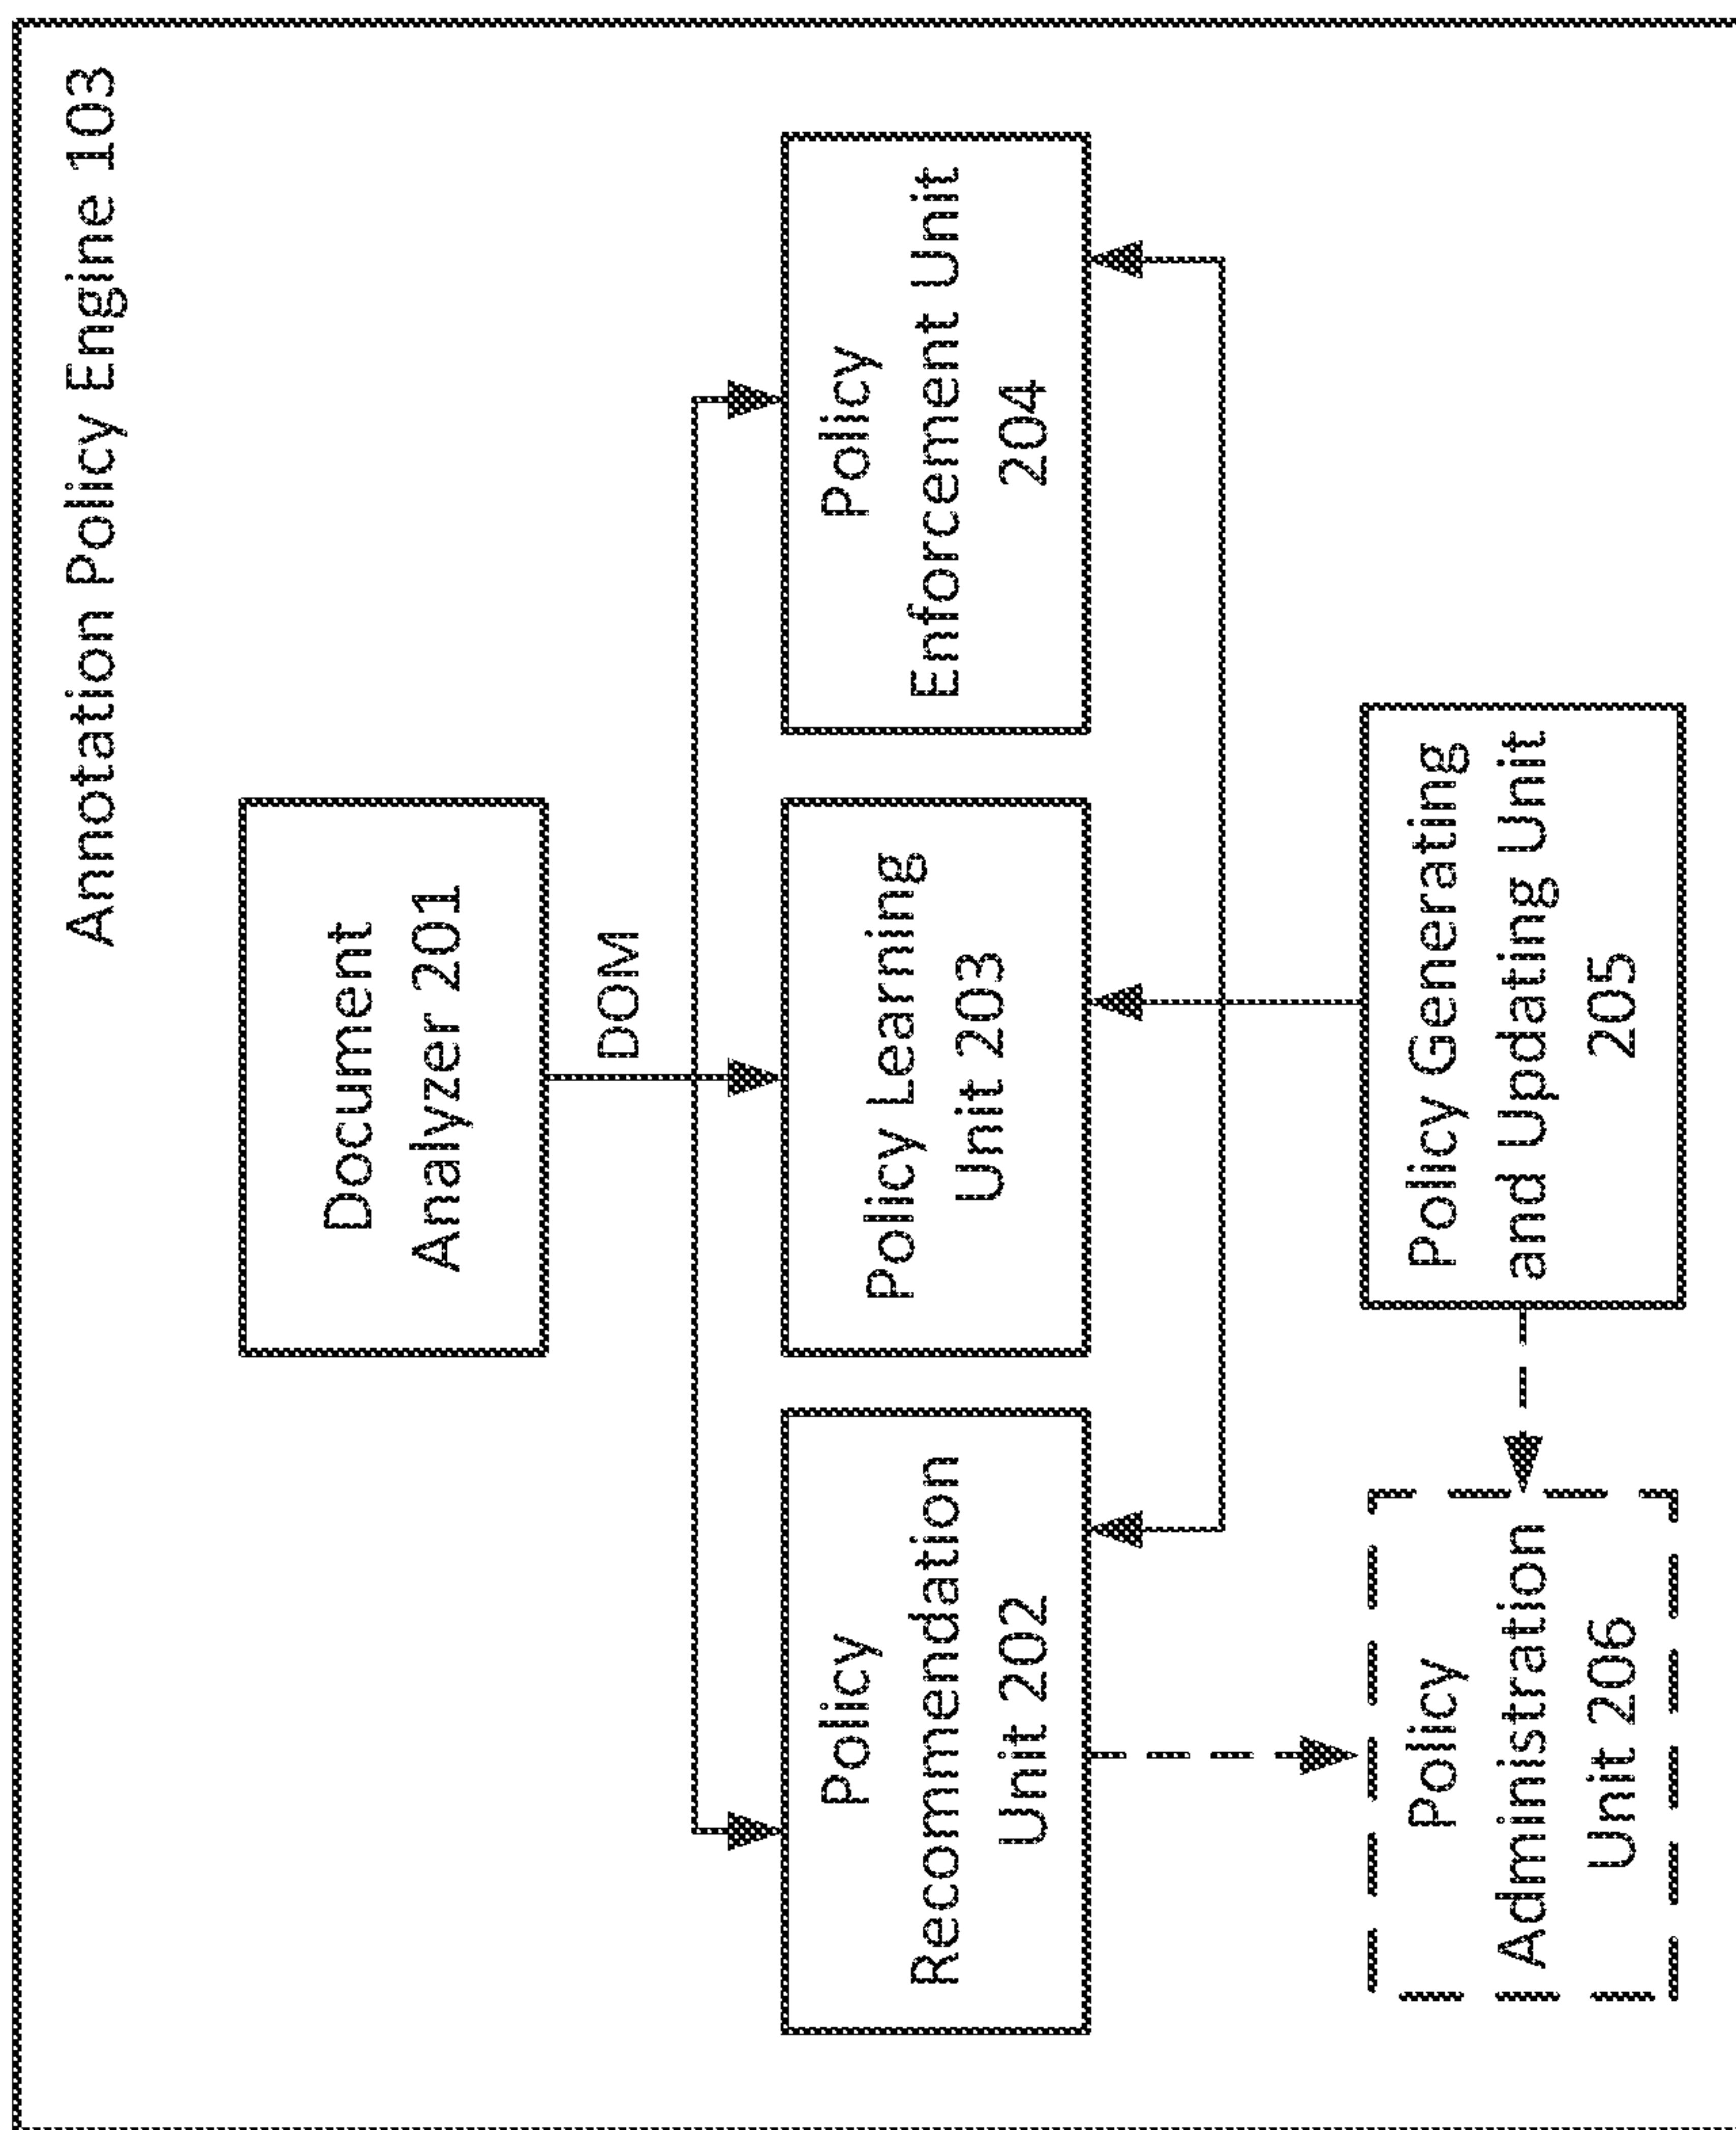 Annotation Policy Engine 103
Document
Analyzer 201
DOM
Policy
Recommendation
Unit 202
Policy Learning
Unit 203
Policy
Enforcement Unit
204
Policy
Administration
Unit 206
Policy Generating
and Updating Unit
205